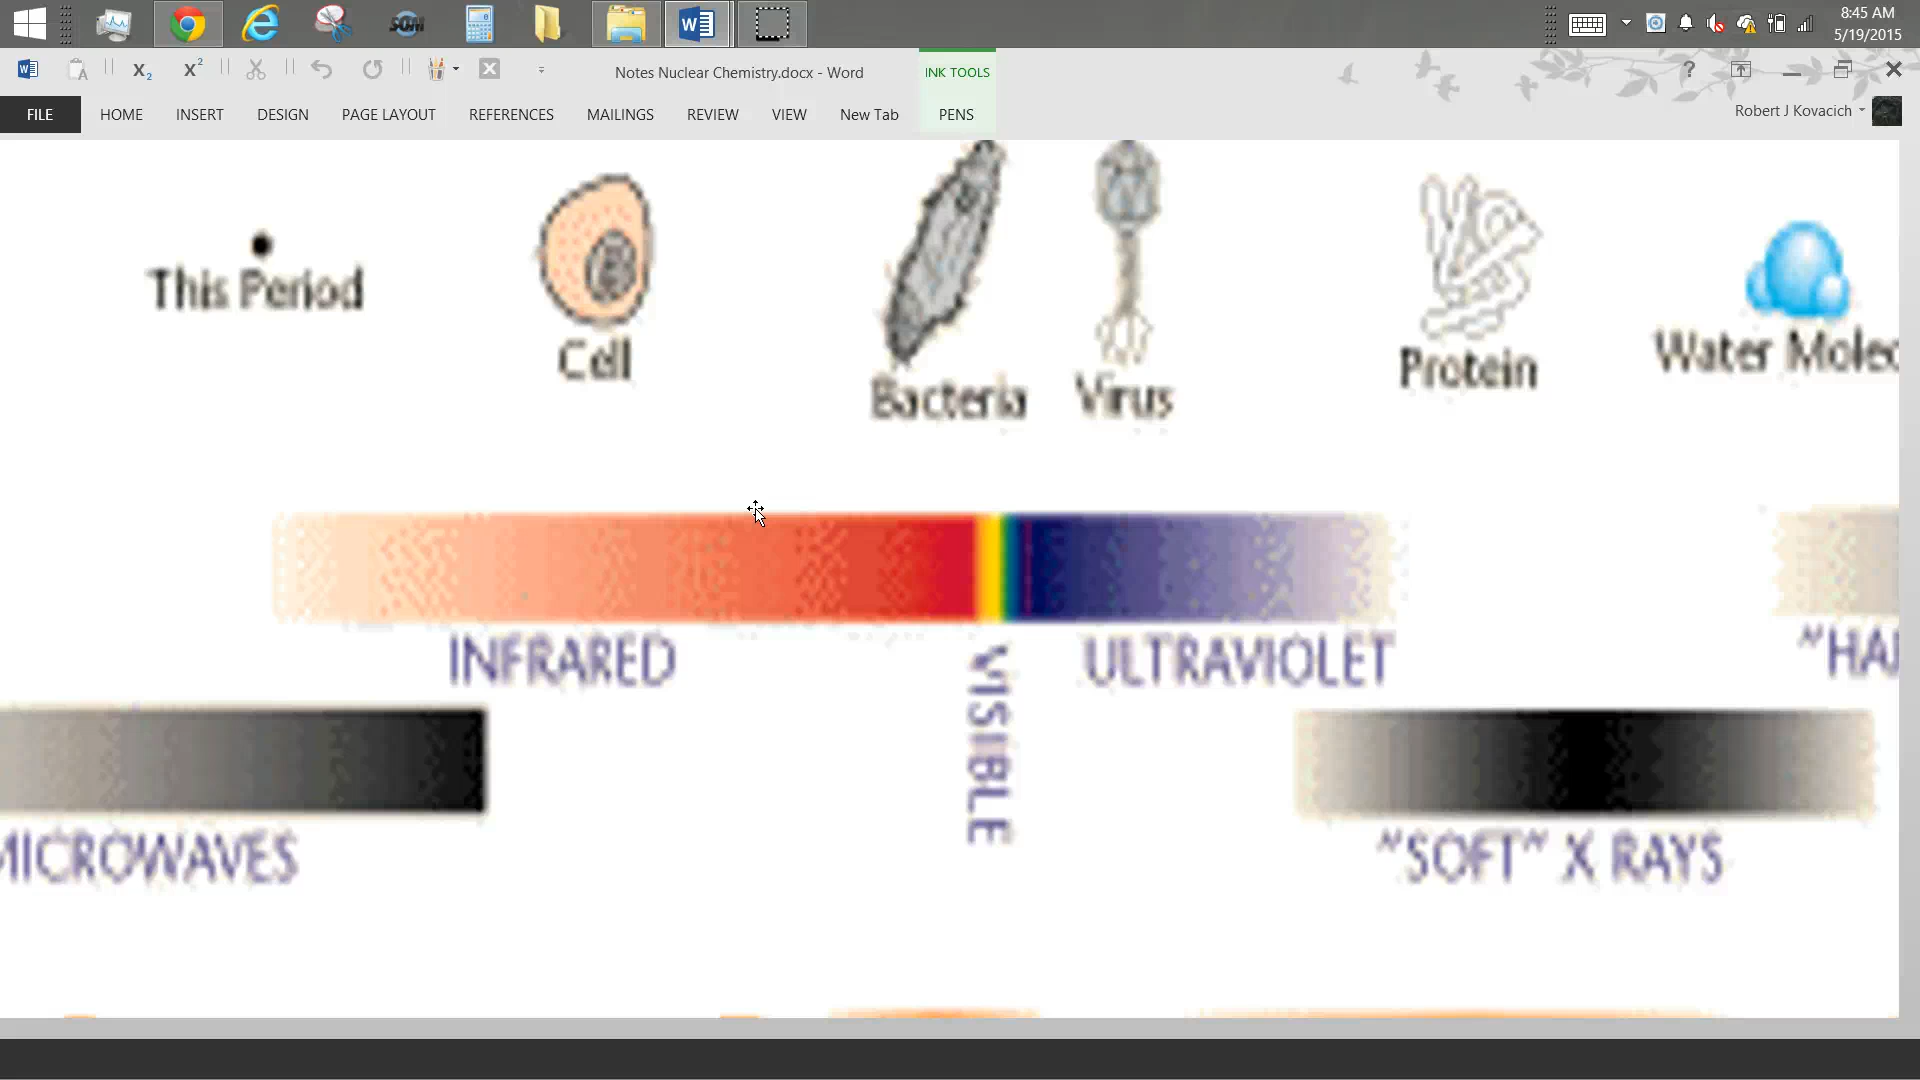 8:45 AM
5/19/2015
Notes Nuclear Chemistry.docx - Word
INK TOOLS
FILE HOME INSERT DESIGN PAGE LAYOUT REFERENCES MAILINGS REVIEW VIEW New Tab PENS
Robert J Kovacich
This Period
Cell
Bacteria
Virus
Protein
Water Molec
INFRARED
VISIBLE
ULTRAVIOLET
"HA
MICROWAVES
"SOFT" X RAYS